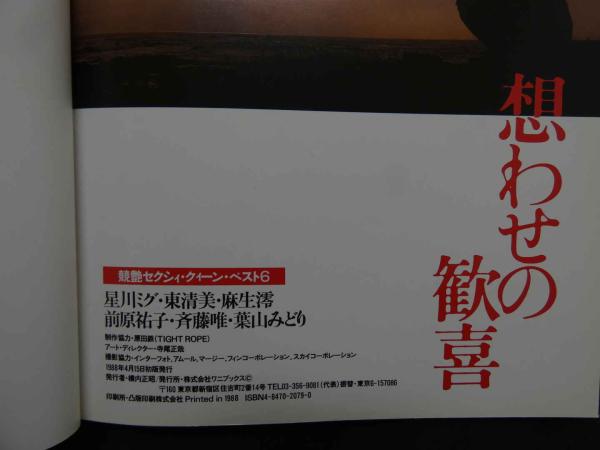 想わせの
歓喜
競艶セクシィ・クィーン・ベスト6
星川ミグ・東清美・麻生澪
前原祐子・斉藤唯・葉山みどり
制作協力・原田鉄(TIGHT ROPE)
アート・ディレクター・寺尾正哉
撮影協力・インターフォト,アムール,マージー,フィンコーポレーション,スカイコーポレーション
1988年4月15日初版発行
発行者・横内正昭/発行所・株式会社ワニブックス©
〒160 東京都新宿区住吉町2番14号 TEL03-356-9081(代表)振替・東京6-157086
印刷所・凸版印刷株式会社 Printed in 1988 ISBN4-8470-2079-0